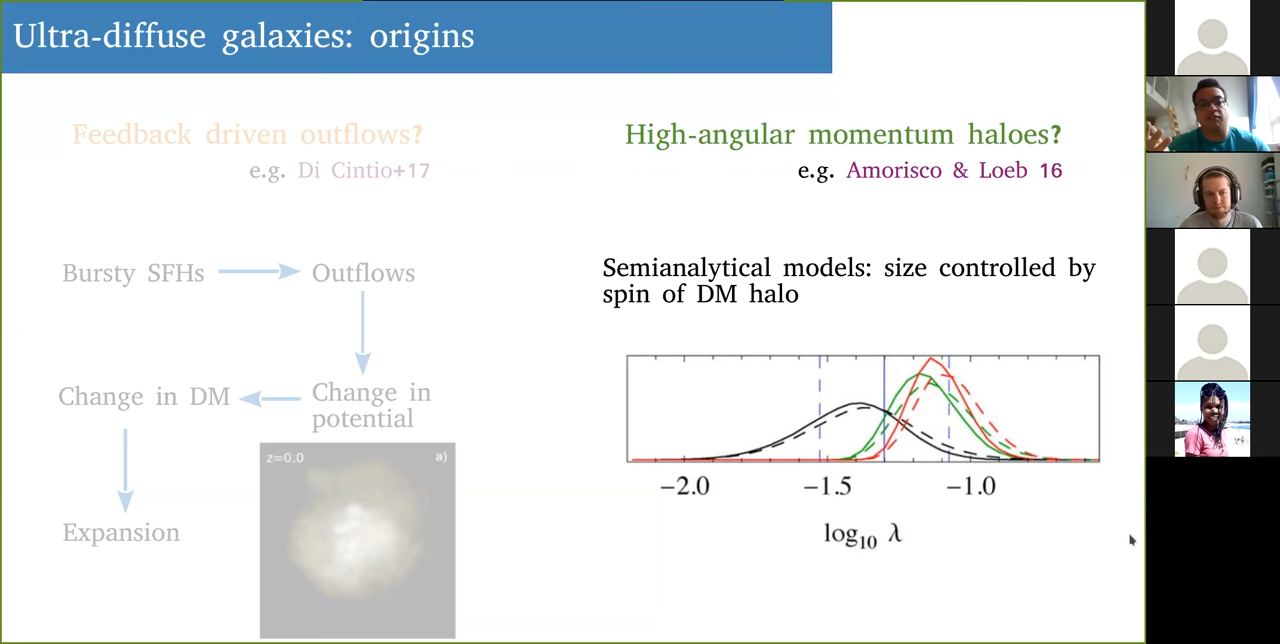 Ultra-diffuse galaxies: origins
Feedback driven outflows?
e.g. Di Cintio+17
Bursty SFHs
Outflows
Change in DM
Change in
potential
Expansion
z=0.0
a)
High-angular momentum haloes?
e.g. Amorisco & Loeb 16
Semianalytical models: size controlled by
spin of DM halo
−2.0
−1.5
−1.0
log10 λ